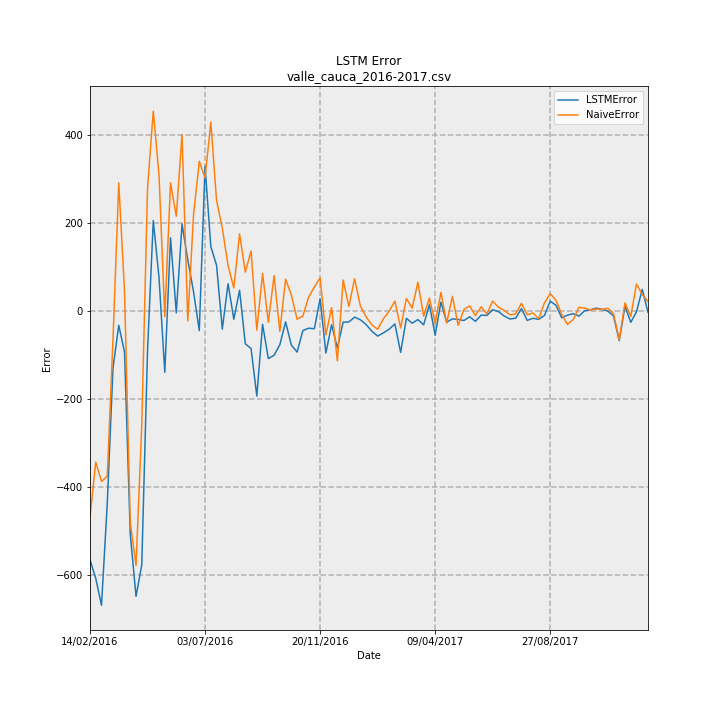 LSTM Error
valle_cauca_2016-2017.csv
LSTMError
NaiveError
400
200
0
−200
−400
−600
Error
14/02/2016
03/07/2016
20/11/2016
09/04/2017
27/08/2017
Date